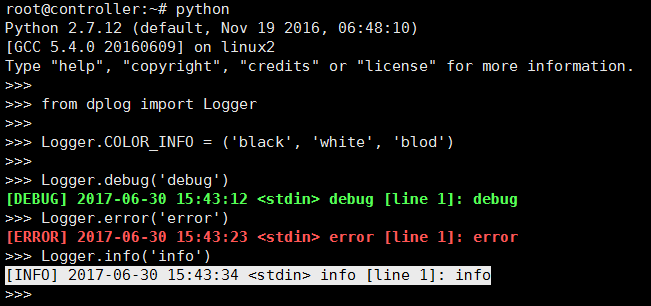 root@controller:~# python
Python 2.7.12 (default, Nov 19 2016, 06:48:10)
[GCC 5.4.0 20160609] on linux2
Type "help", "copyright", "credits" or "license" for more information.
>>>
>>> from dplog import Logger
>>>
>>> Logger.COLOR_INFO = ('black', 'white', 'blod')
>>>
>>> Logger.debug('debug')
[DEBUG] 2017-06-30 15:43:12 <stdin> debug [line 1]: debug
>>> Logger.error('error')
[ERROR] 2017-06-30 15:43:23 <stdin> error [line 1]: error
>>> Logger.info('info')
[INFO] 2017-06-30 15:43:34 <stdin> info [line 1]: info
>>>